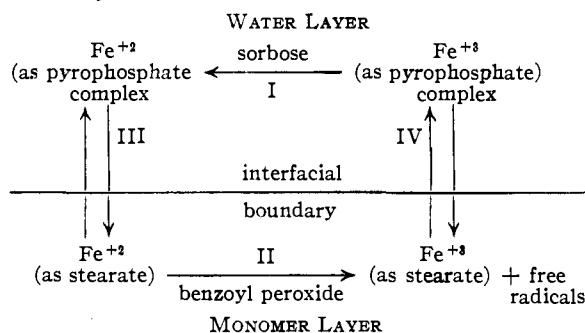 WATER LAYER
Fe+2 sorbose Fe+3
(as pyrophosphate (as pyrophosphate)
complex I complex
III IV
interfacial
boundary
Fe+2 II Fe+3
(as stearate) (as stearate) + free
benzoyl peroxide radicals
MONOMER LAYER